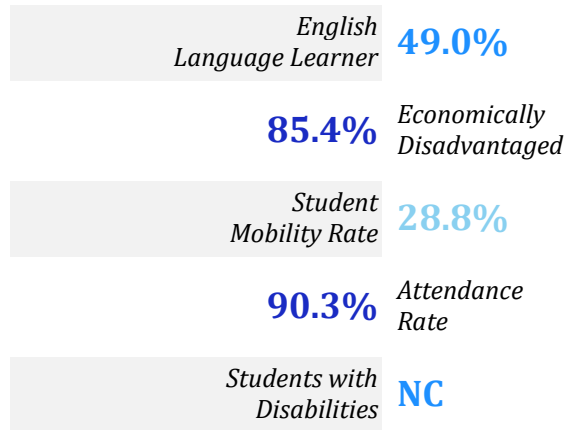 English
Language Learner
49.0%
85.4%
Economically
Disadvantaged
Student
Mobility Rate
28.8%
90.3%
Attendance
Rate
Students with
Disabilities
NC